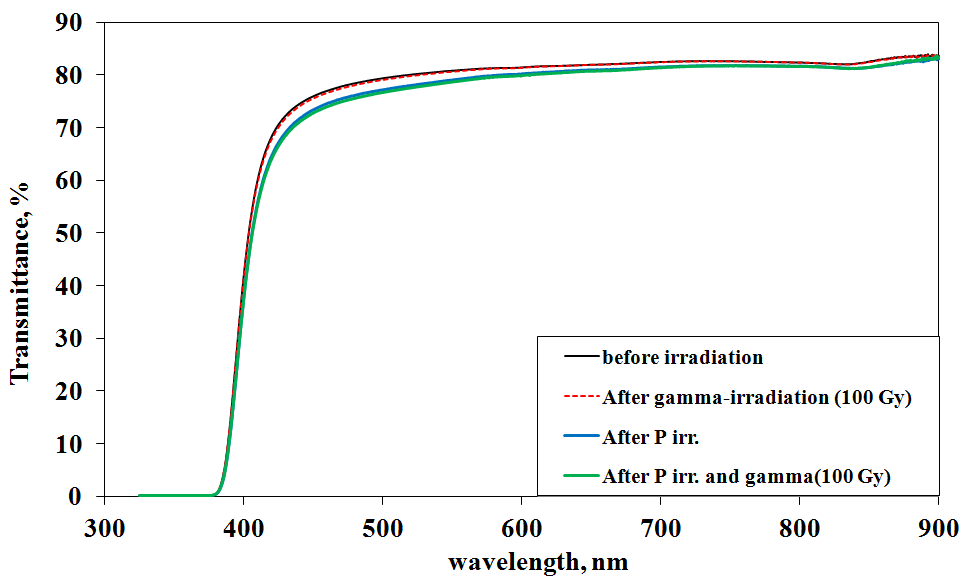 90
80
70
60
50
40
30
20
10
0
Transmittance, %
before irradiation
After gamma-irradiation (100 Gy)
After P irr.
After P irr. and gamma(100 Gy)
300 400 500 600 700 800 900
wavelength, nm